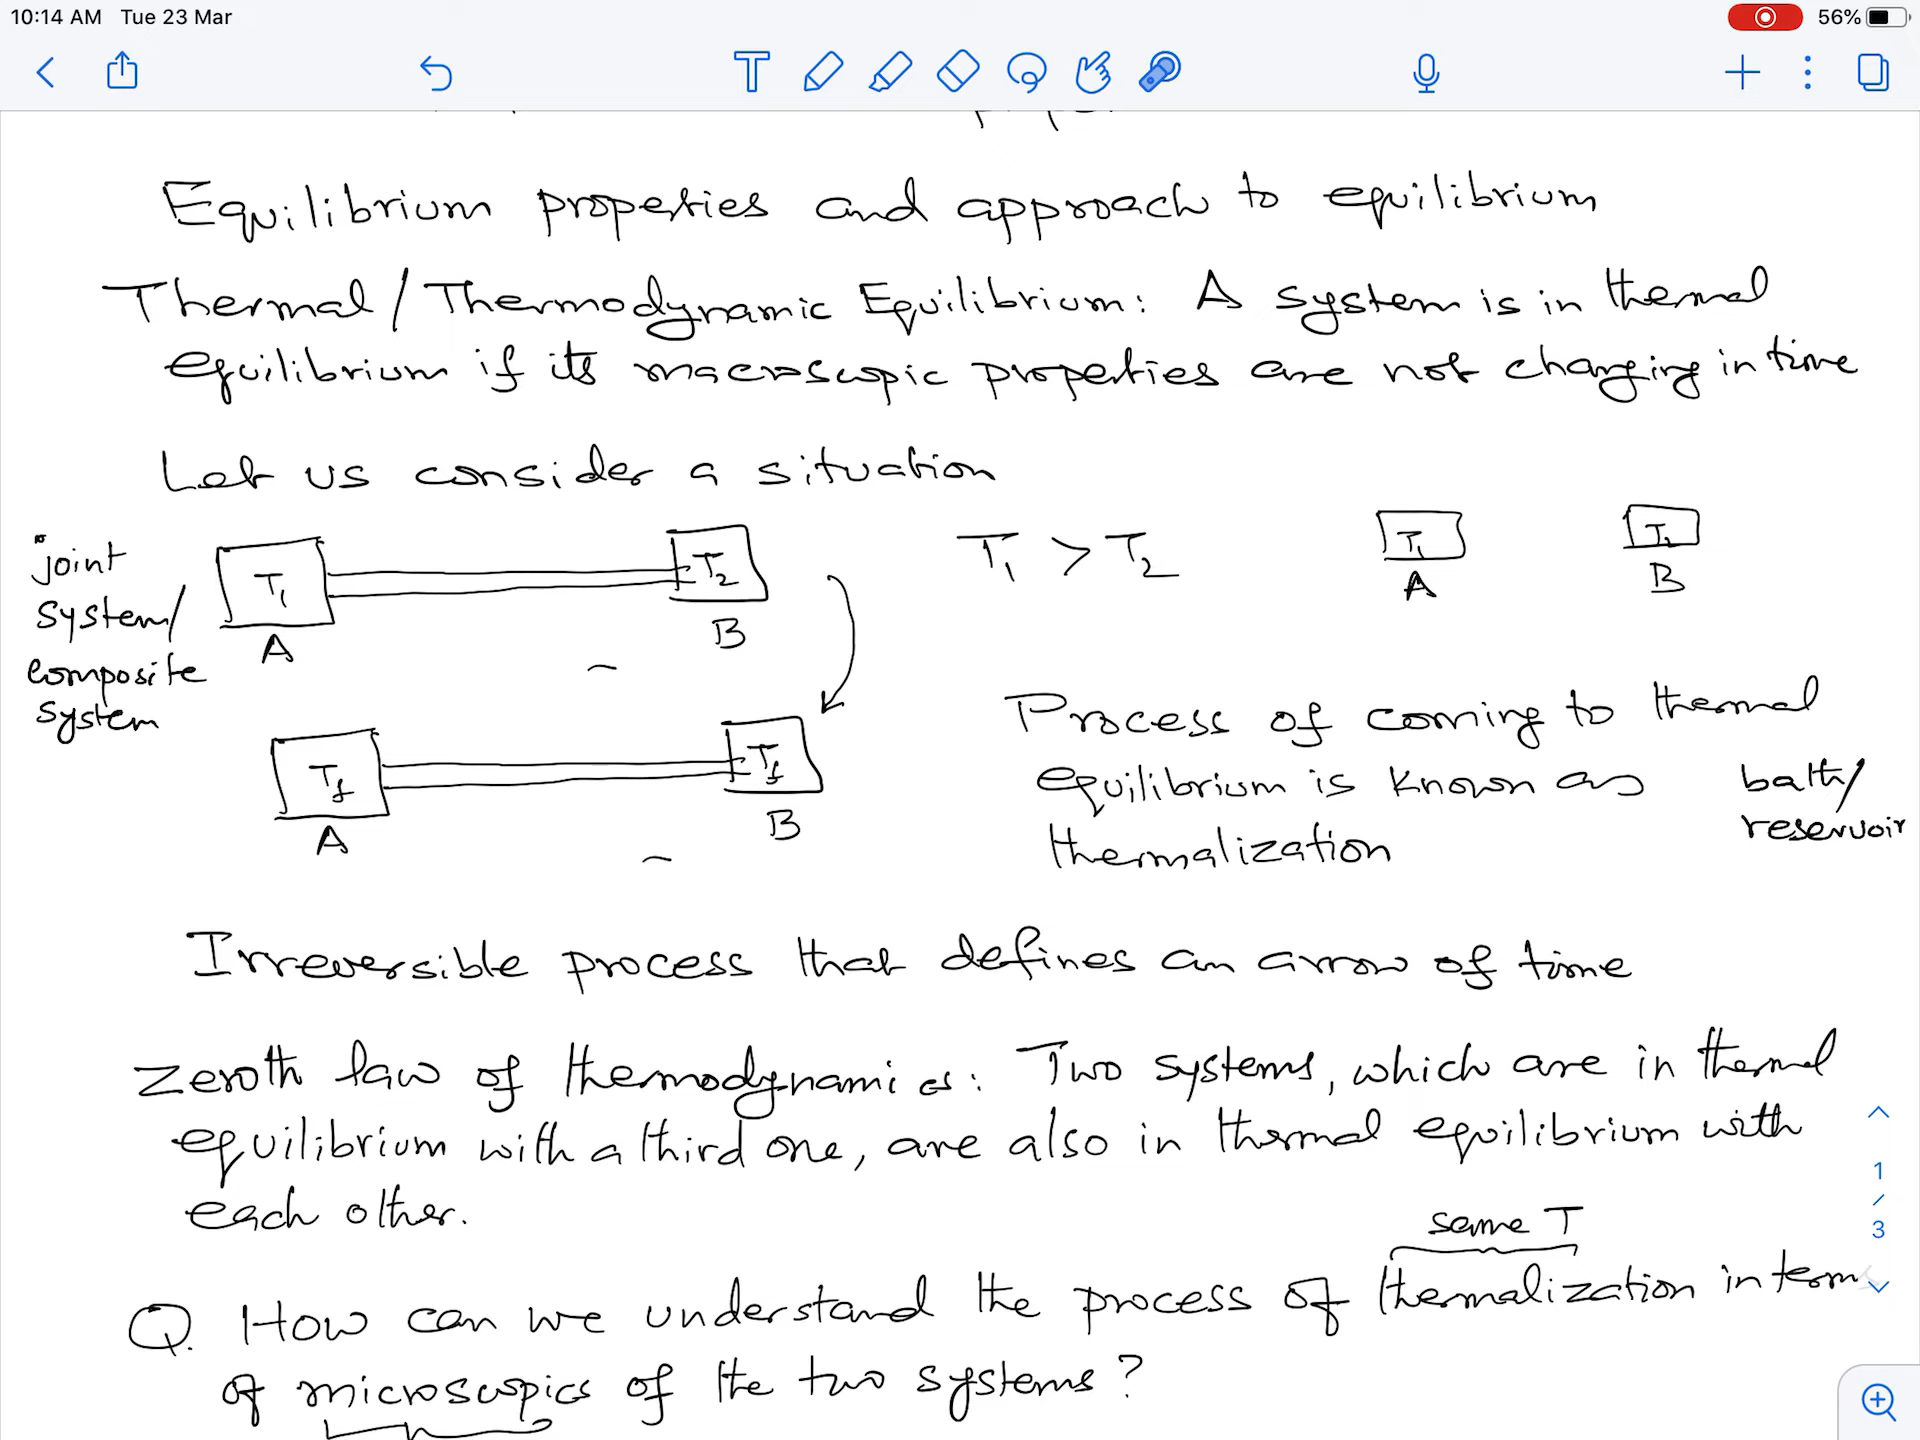 10:14 AM Tue 23 Mar
56%
T
Equilibrium properties and approach to equilibrium
Thermal/Thermodynamic Equilibrium: A system is in thermal
equilibrium if its macroscopic properties are not changing in time
Let us consider a situation
joint
system/
composite
system
T₁
A
T₂
B
T₁ > T₂
T₁
A
T₂
B
T_f
A
T_f
B
Process of coming to thermal
equilibrium is known as
thermalization
bath/
reservoir
Irreversible process that defines an arrow of time
Zeroth law of thermodynamics: Two systems, which are in thermal
equilibrium with a third one, are also in thermal equilibrium with
each other.
same T
Q. How can we understand the process of thermalization in terms
of microscopics of the two systems?
1
/
3